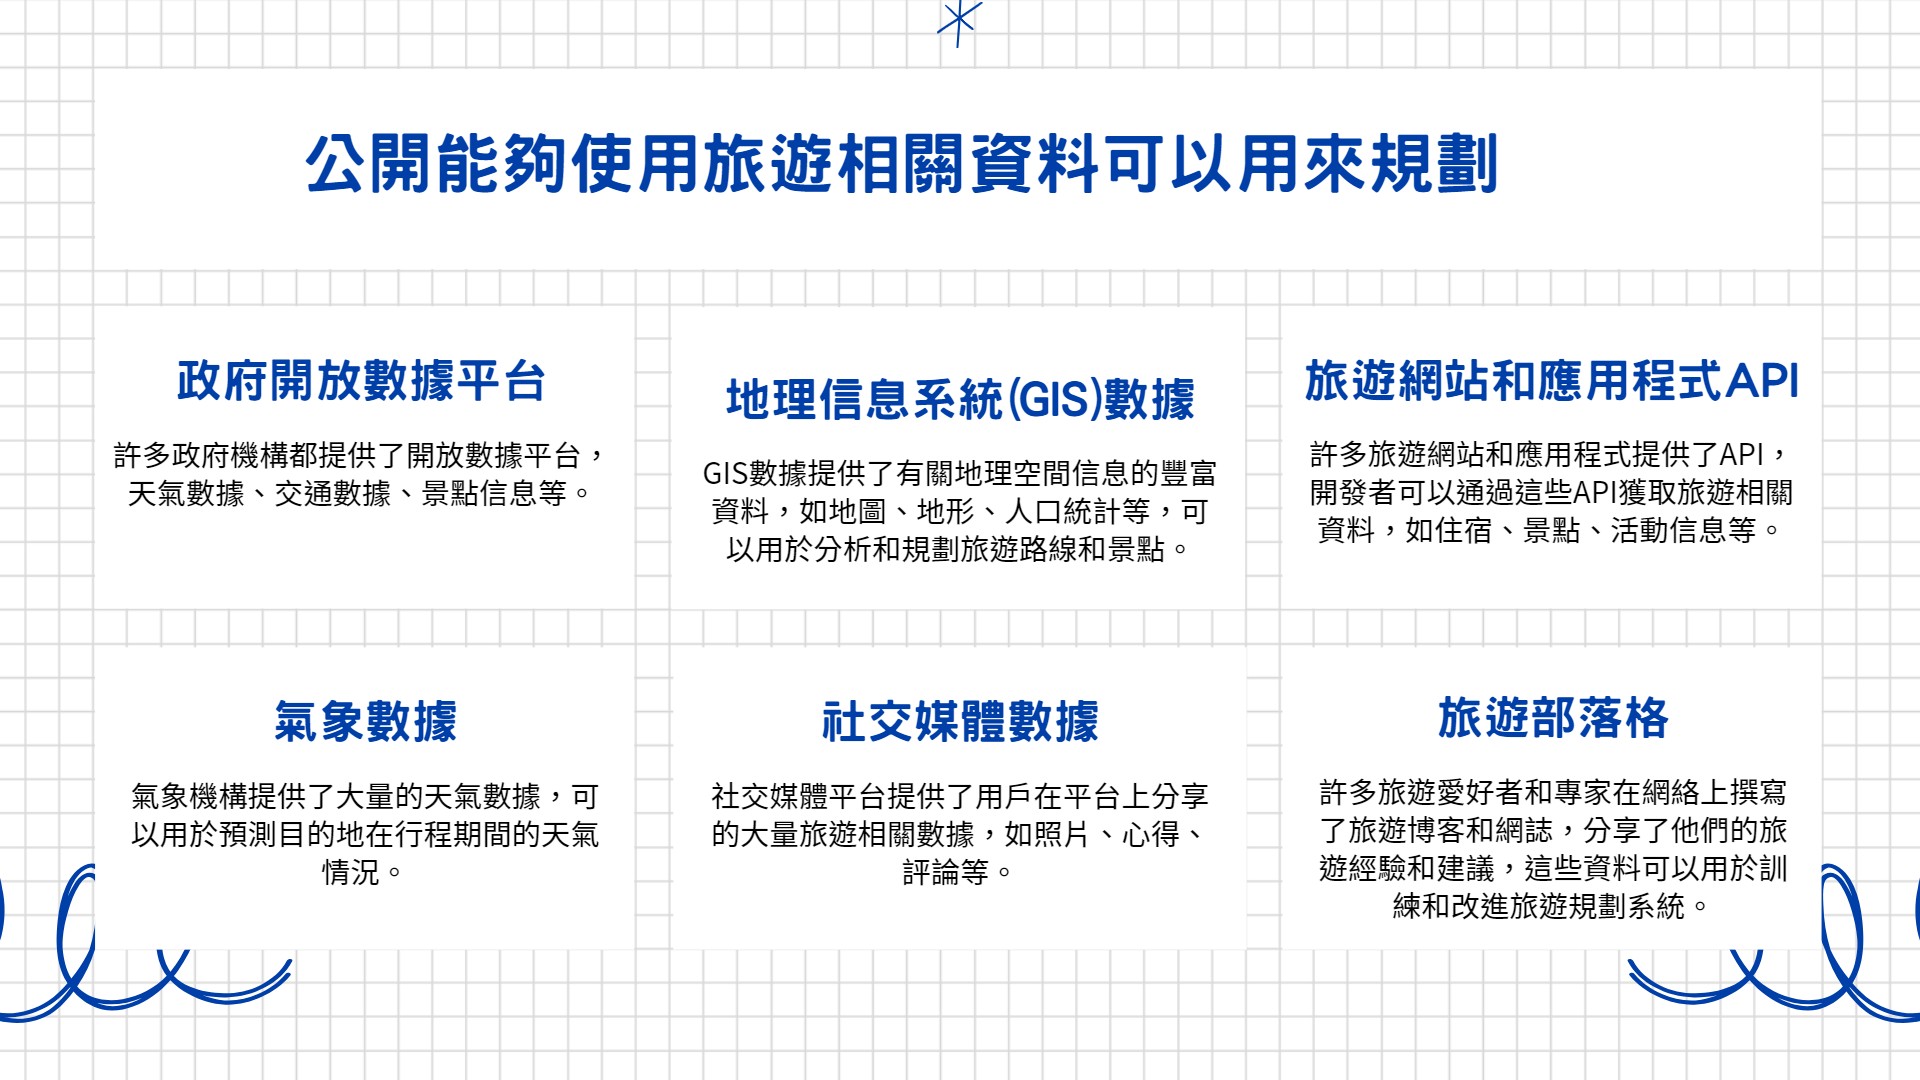 公開能夠使用旅遊相關資料可以用來規劃
政府開放數據平台
許多政府機構都提供了開放數據平台，
天氣數據、交通數據、景點信息等。
地理信息系統(GIS)數據
GIS數據提供了有關地理空間信息的豐富
資料，如地圖、地形、人口統計等，可
以用於分析和規劃旅遊路線和景點。
旅遊網站和應用程式API
許多旅遊網站和應用程式提供了API，
開發者可以通過這些API獲取旅遊相關
資料，如住宿、景點、活動信息等。
氣象數據
氣象機構提供了大量的天氣數據，可
以用於預測目的地在行程期間的天氣
情況。
社交媒體數據
社交媒體平台提供了用戶在平台上分享
的大量旅遊相關數據，如照片、心得、
評論等。
旅遊部落格
許多旅遊愛好者和專家在網絡上撰寫
了旅遊博客和網誌，分享了他們的旅
遊經驗和建議，這些資料可以用於訓
練和改進旅遊規劃系統。